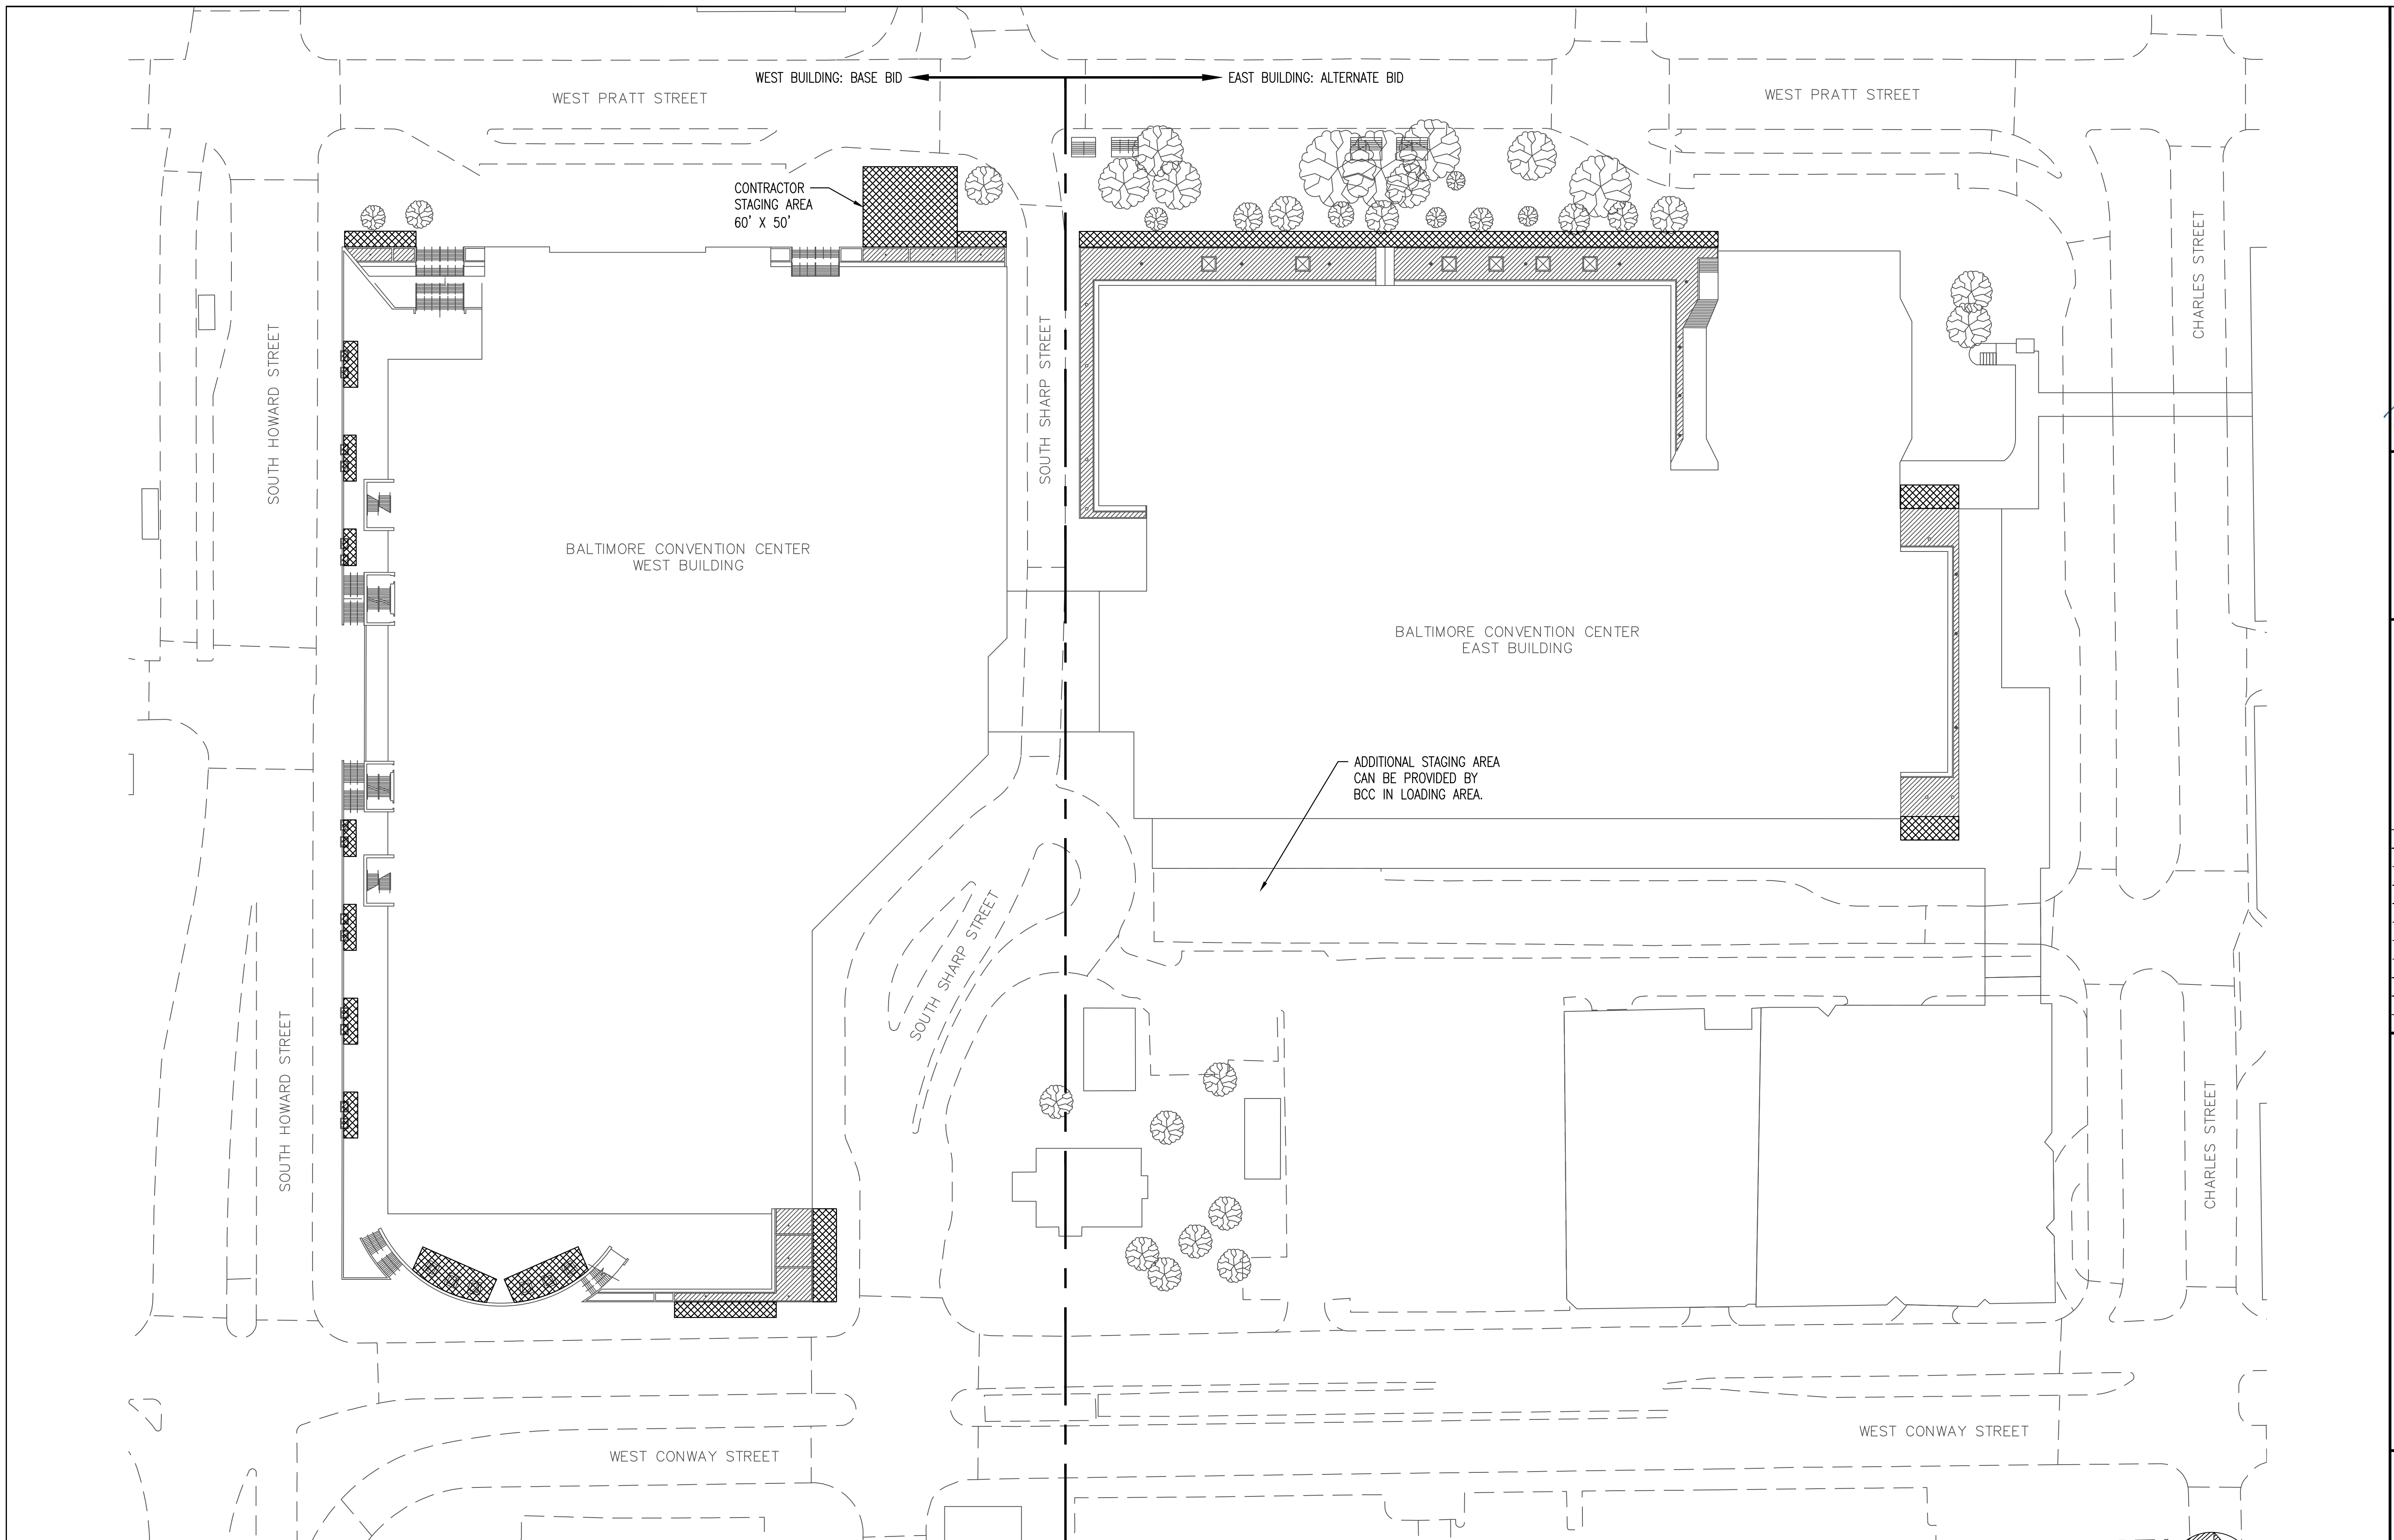 WEST BUILDING: BASE BID
EAST BUILDING: ALTERNATE BID
WEST PRATT STREET
WEST PRATT STREET
CONTRACTOR
STAGING AREA
60' X 50'
SOUTH HOWARD STREET
SOUTH SHARP STREET
CHARLES STREET
BALTIMORE CONVENTION CENTER
WEST BUILDING
BALTIMORE CONVENTION CENTER
EAST BUILDING
ADDITIONAL STAGING AREA
CAN BE PROVIDED BY
BCC IN LOADING AREA.
SOUTH SHARP STREET
SOUTH HOWARD STREET
CHARLES STREET
WEST CONWAY STREET
WEST CONWAY STREET